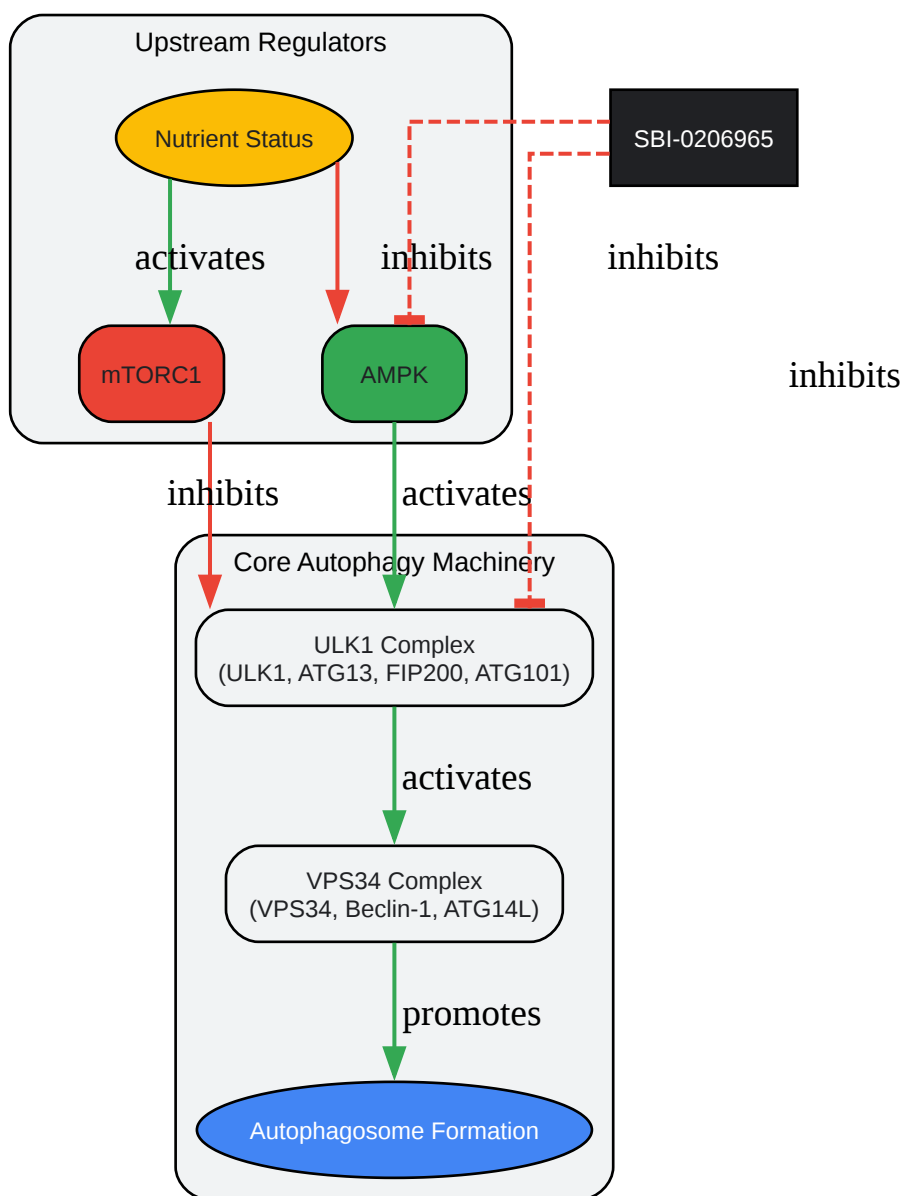 Upstream Regulators
Nutrient Status
SBI-0206965
activates
inhibits
inhibits
mTORC1
AMPK
inhibits
inhibits
activates
Core Autophagy Machinery
ULK1 Complex
(ULK1, ATG13, FIP200, ATG101)
activates
VPS34 Complex
(VPS34, Beclin-1, ATG14L)
promotes
Autophagosome Formation